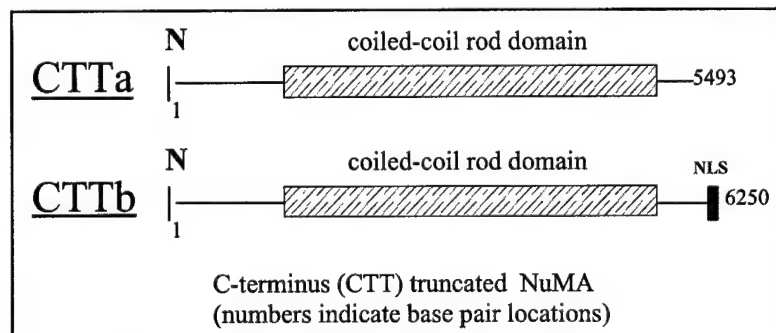 N coiled-coil rod domain
CTTa 5493
1
N coiled-coil rod domain NLS
CTTb 6250
1
C-terminus (CTT) truncated NuMA
(numbers indicate base pair locations)